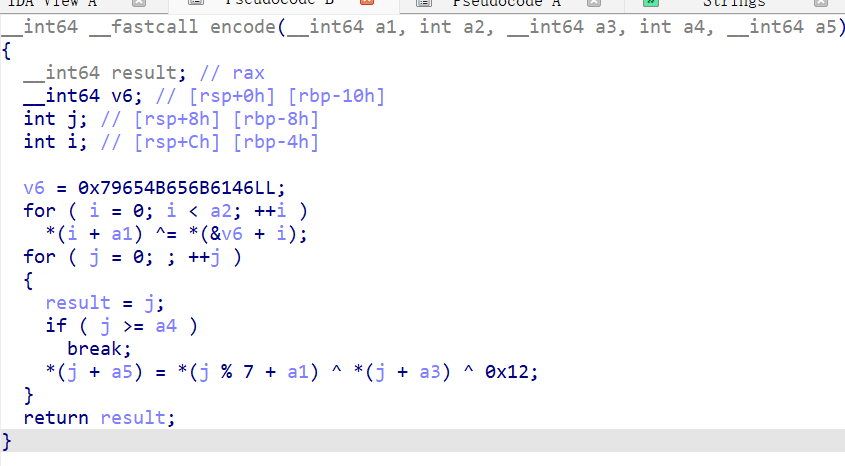 IDA View A Pseudocode B Pseudocode A Strings
__int64 __fastcall encode(__int64 a1, int a2, __int64 a3, int a4, __int64 a5)
{
  __int64 result; // rax
  __int64 v6; // [rsp+0h] [rbp-10h]
  int j; // [rsp+8h] [rbp-8h]
  int i; // [rsp+Ch] [rbp-4h]

  v6 = 0x79654B656B6146LL;
  for ( i = 0; i < a2; ++i )
    *(i + a1) ^= *(&v6 + i);
  for ( j = 0; ; ++j )
  {
    result = j;
    if ( j >= a4 )
      break;
    *(j + a5) = *(j % 7 + a1) ^ *(j + a3) ^ 0x12;
  }
  return result;
}